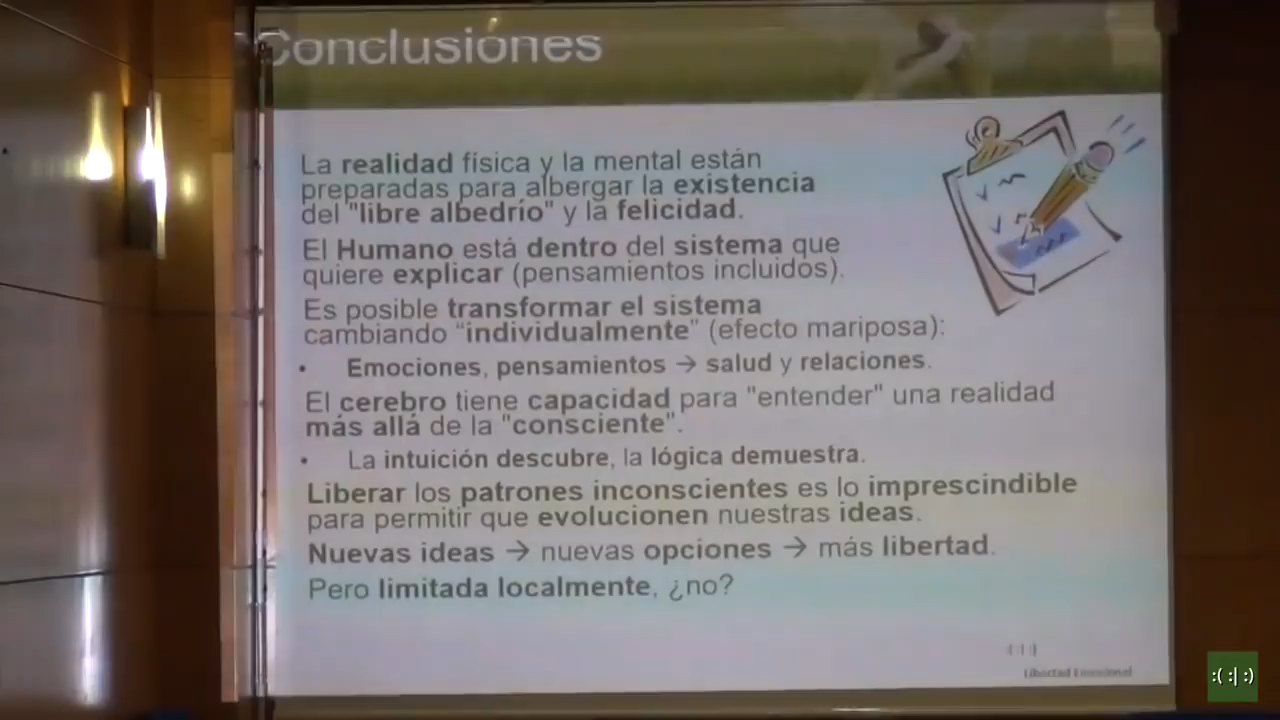 Conclusiónes
La realidad física y la mental están
preparadas para albergar la existencia
del "libre albedrío" y la felicidad.
El Humano está dentro del sistema que
quiere explicar (pensamientos incluidos).
Es posible transformar el sistema
cambiando “individualmente” (efecto mariposa):
• Emociones, pensamientos → salud y relaciones.
El cerebro tiene capacidad para "entender" una realidad
más allá de la "consciente".
• La intuición descubre, la lógica demuestra.
Liberar los patrones inconscientes es lo imprescindible
para permitir que evolucionen nuestras ideas.
Nuevas ideas → nuevas opciones → más libertad.
Pero limitada localmente, ¿no?
Libertad Emocional
:( :| :)